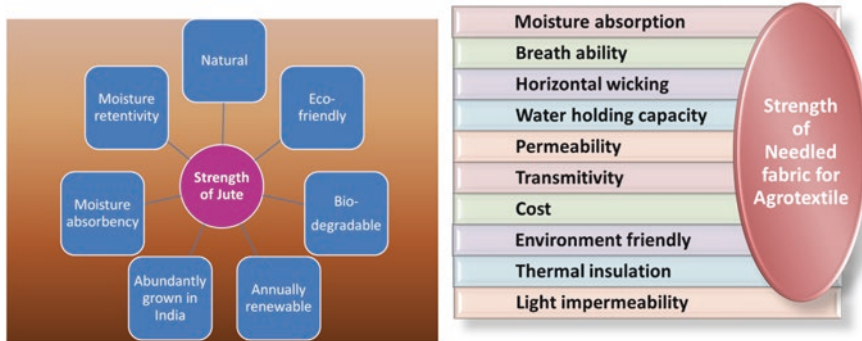 Natural
Eco-
friendly
Bio-
degradable
Annually
renewable
Abundantly
grown in
India
Moisture
absorbency
Moisture
retentivity
Strength
of Jute
Moisture absorption
Breath ability
Horizontal wicking
Water holding capacity
Permeability
Transmitivity
Cost
Environment friendly
Thermal insulation
Light impermeability
Strength
of
Needled
fabric for
Agrotextile